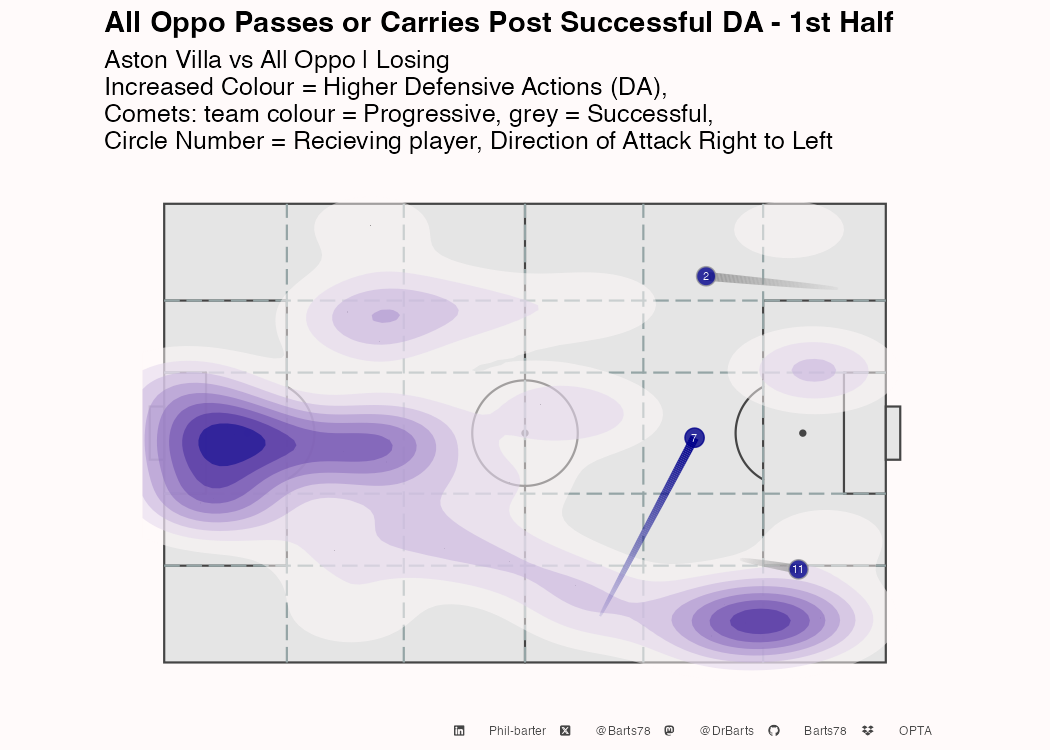 All Oppo Passes or Carries Post Successful DA - 1st Half
Aston Villa vs All Oppo | Losing
Increased Colour = Higher Defensive Actions (DA),
Comets: team colour = Progressive, grey = Successful,
Circle Number = Recieving player, Direction of Attack Right to Left
2
7
11
Phil-barter @Barts78 @DrBarts Barts78 OPTA